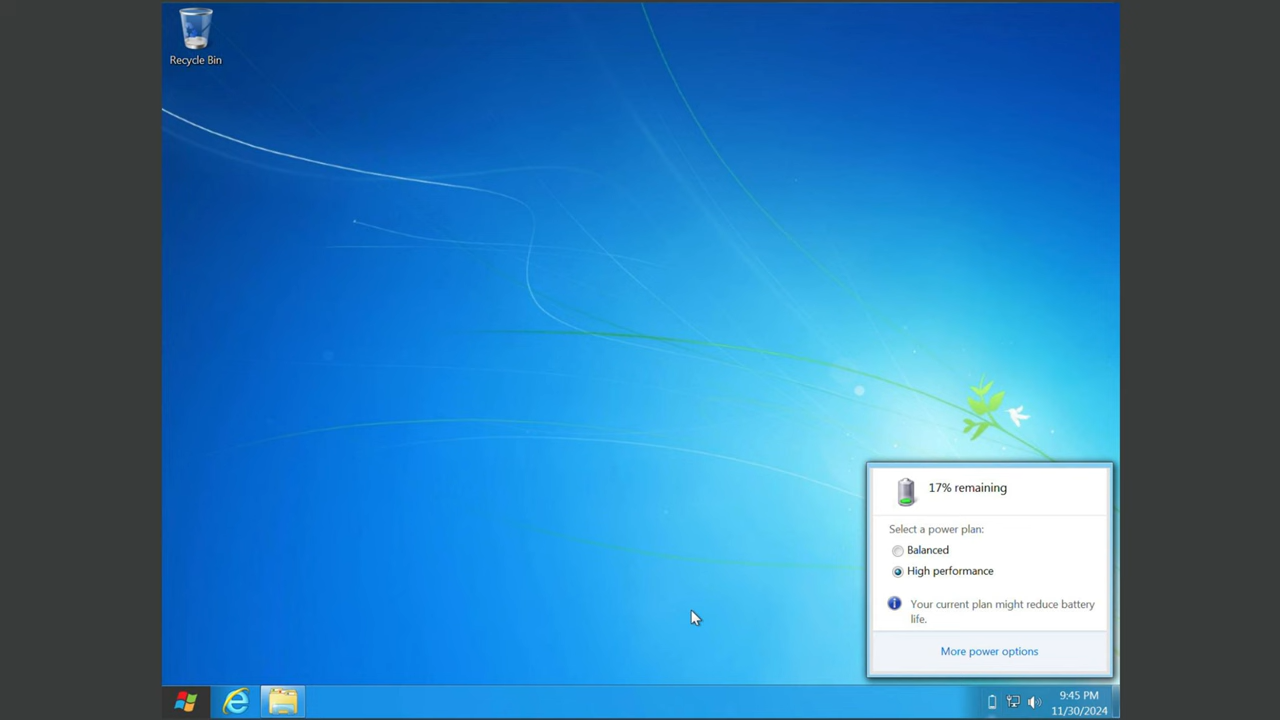 Recycle Bin
17% remaining
Select a power plan:
Balanced
High performance
Your current plan might reduce battery
life.
More power options
9:45 PM
11/30/2024